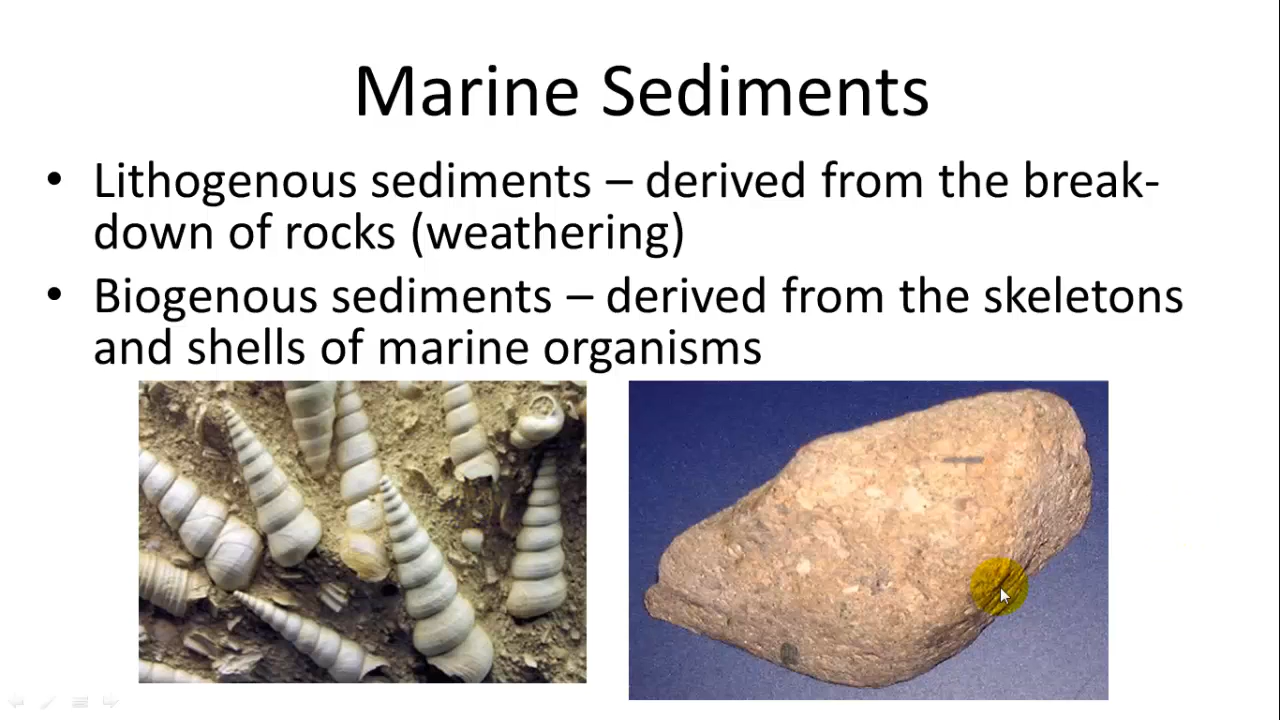 Marine Sediments
• Lithogenous sediments – derived from the break-
down of rocks (weathering)
• Biogenous sediments – derived from the skeletons
and shells of marine organisms